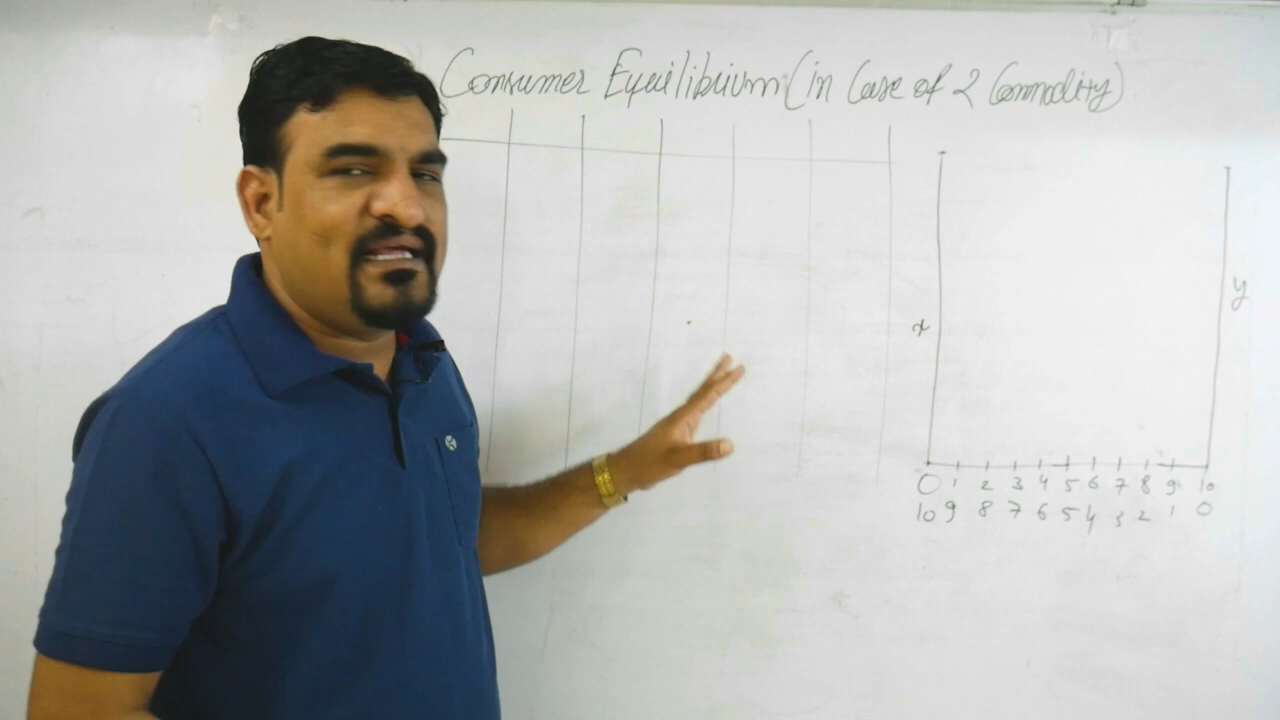 Consumer Equilibrium (in Case of 2 Commodity)
x
y
0 1 2 3 4 5 6 7 8 9 10
10 9 8 7 6 5 4 3 2 1 0